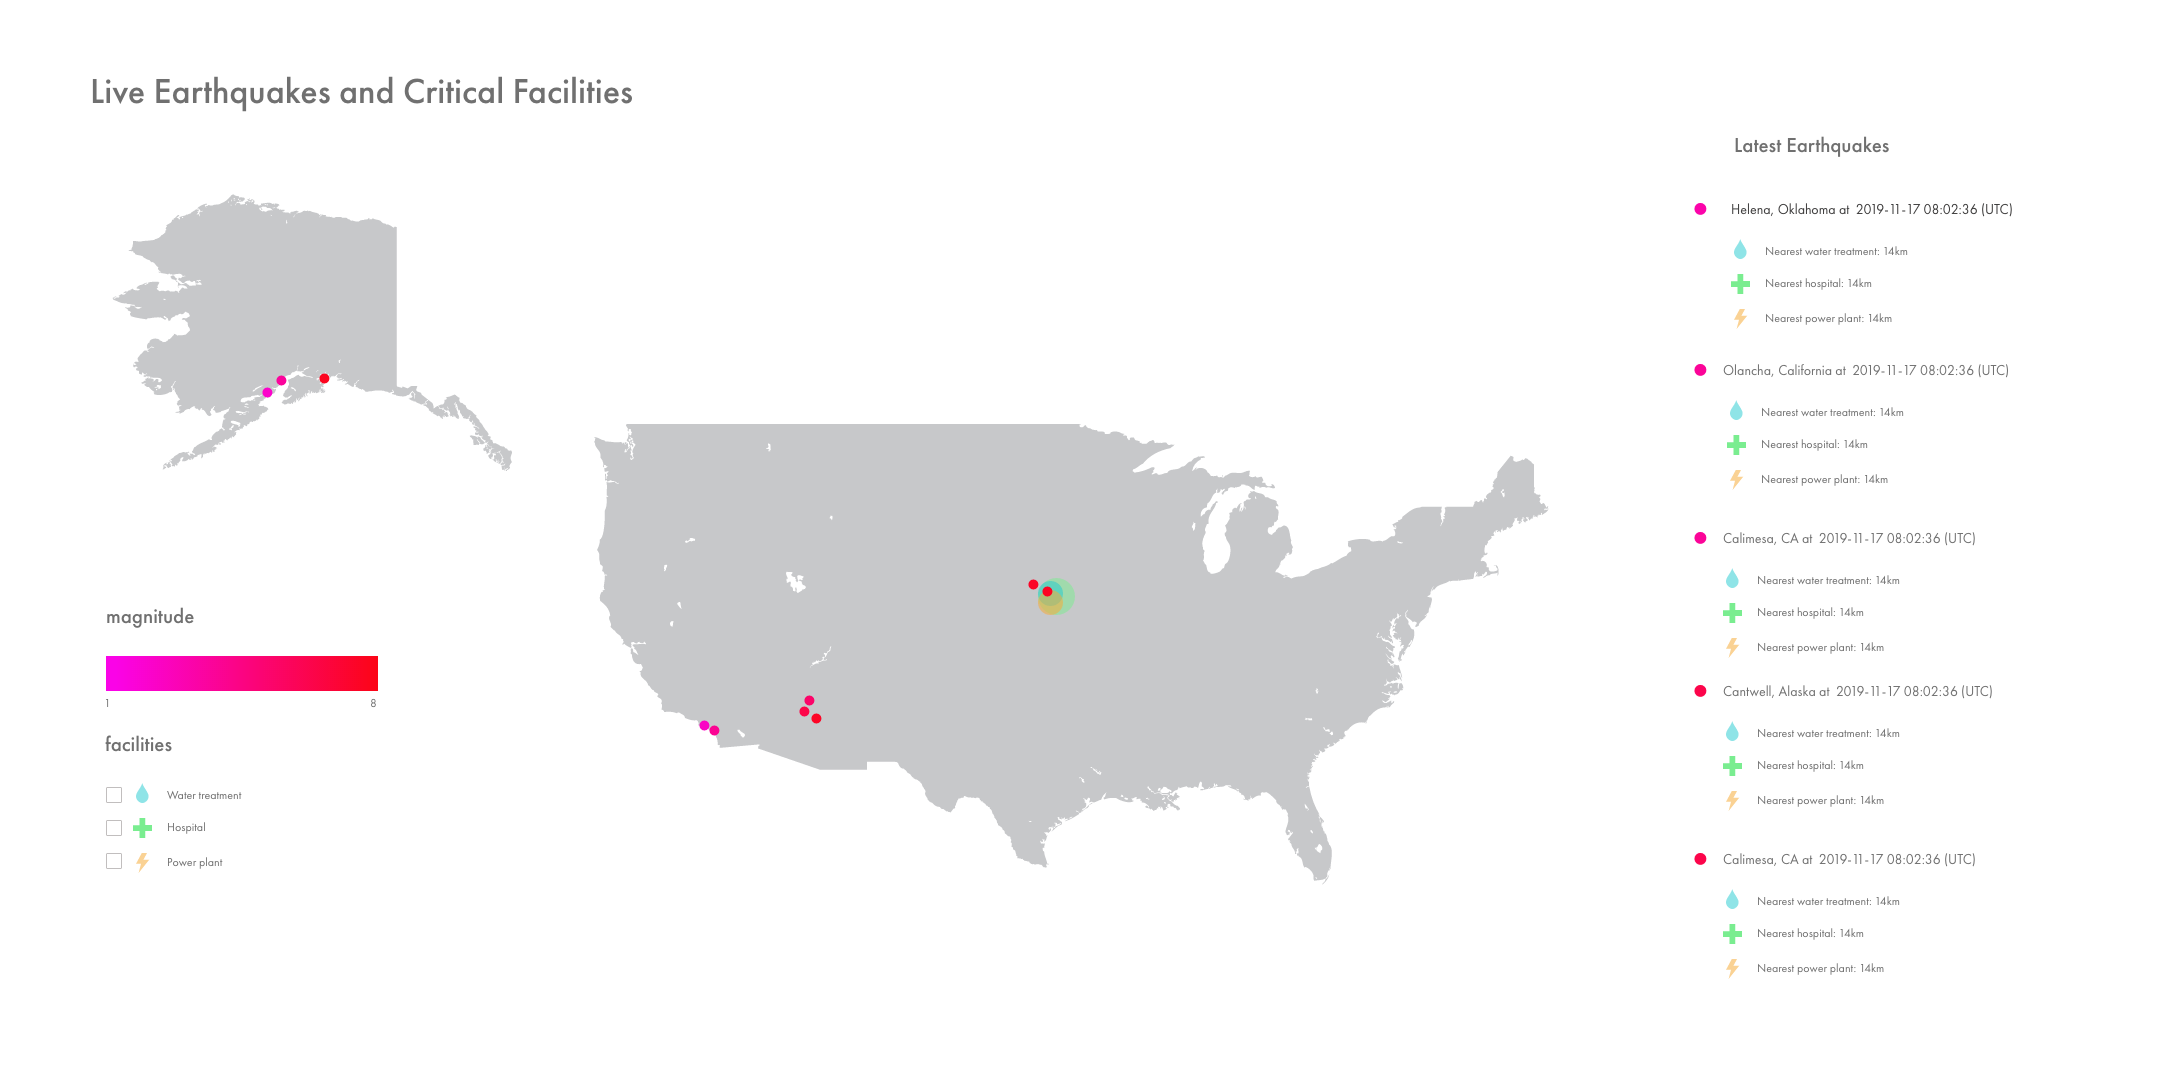 Live Earthquakes and Critical Facilities
magnitude
1 8
facilities
Water treatment
Hospital
Power plant
Latest Earthquakes
Helena, Oklahoma at 2019-11-17 08:02:36 (UTC)
Nearest water treatment: 14km
Nearest hospital: 14km
Nearest power plant: 14km
Olancha, California at 2019-11-17 08:02:36 (UTC)
Nearest water treatment: 14km
Nearest hospital: 14km
Nearest power plant: 14km
Calimesa, CA at 2019-11-17 08:02:36 (UTC)
Nearest water treatment: 14km
Nearest hospital: 14km
Nearest power plant: 14km
Cantwell, Alaska at 2019-11-17 08:02:36 (UTC)
Nearest water treatment: 14km
Nearest hospital: 14km
Nearest power plant: 14km
Calimesa, CA at 2019-11-17 08:02:36 (UTC)
Nearest water treatment: 14km
Nearest hospital: 14km
Nearest power plant: 14km